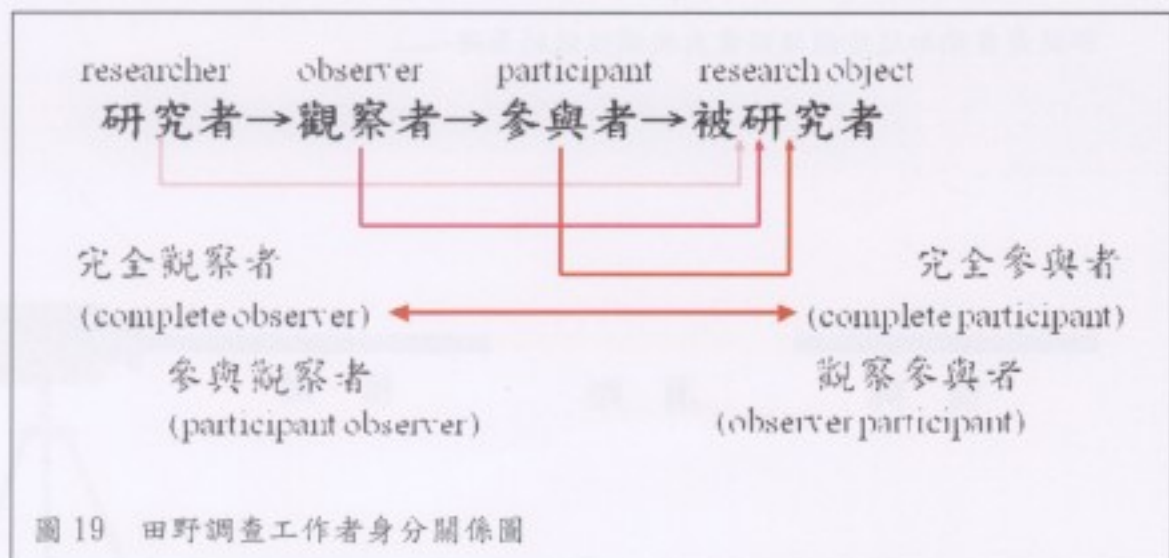 researcher observer participant research object
研究者→觀察者→參與者→被研究者
完全觀察者 完全參與者
(complete observer) (complete participant)
參與觀察者 觀察參與者
(participant observer) (observer participant)
圖 19 田野調查工作者身分關係圖